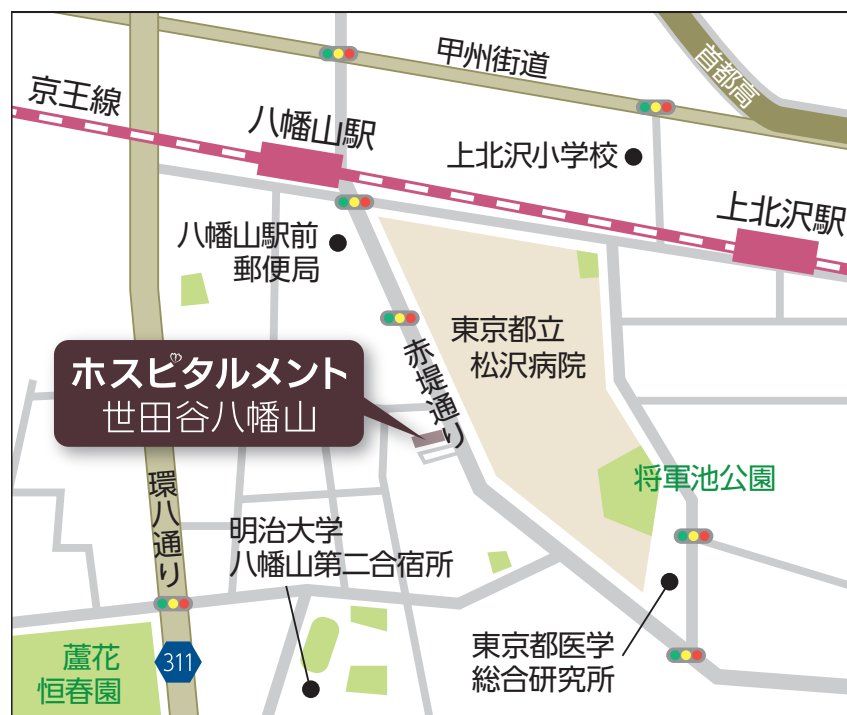 甲州街道
首都高
京王線
八幡山駅
上北沢小学校
上北沢駅
八幡山駅前
郵便局
東京都立
松沢病院
赤堤通り
ホスピタルメント
世田谷八幡山
将軍池公園
環八通り
明治大学
八幡山第二合宿所
東京都医学
総合研究所
蘆花
恒春園
311